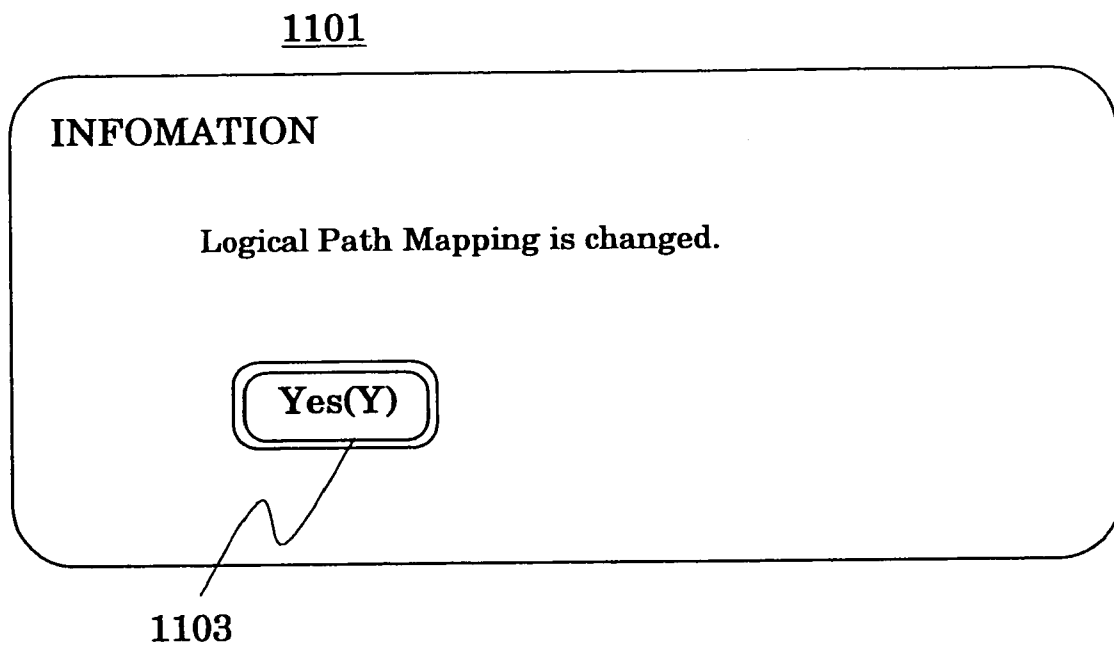 1101
INFOMATION
Logical Path Mapping is changed.
Yes(Y)
1103